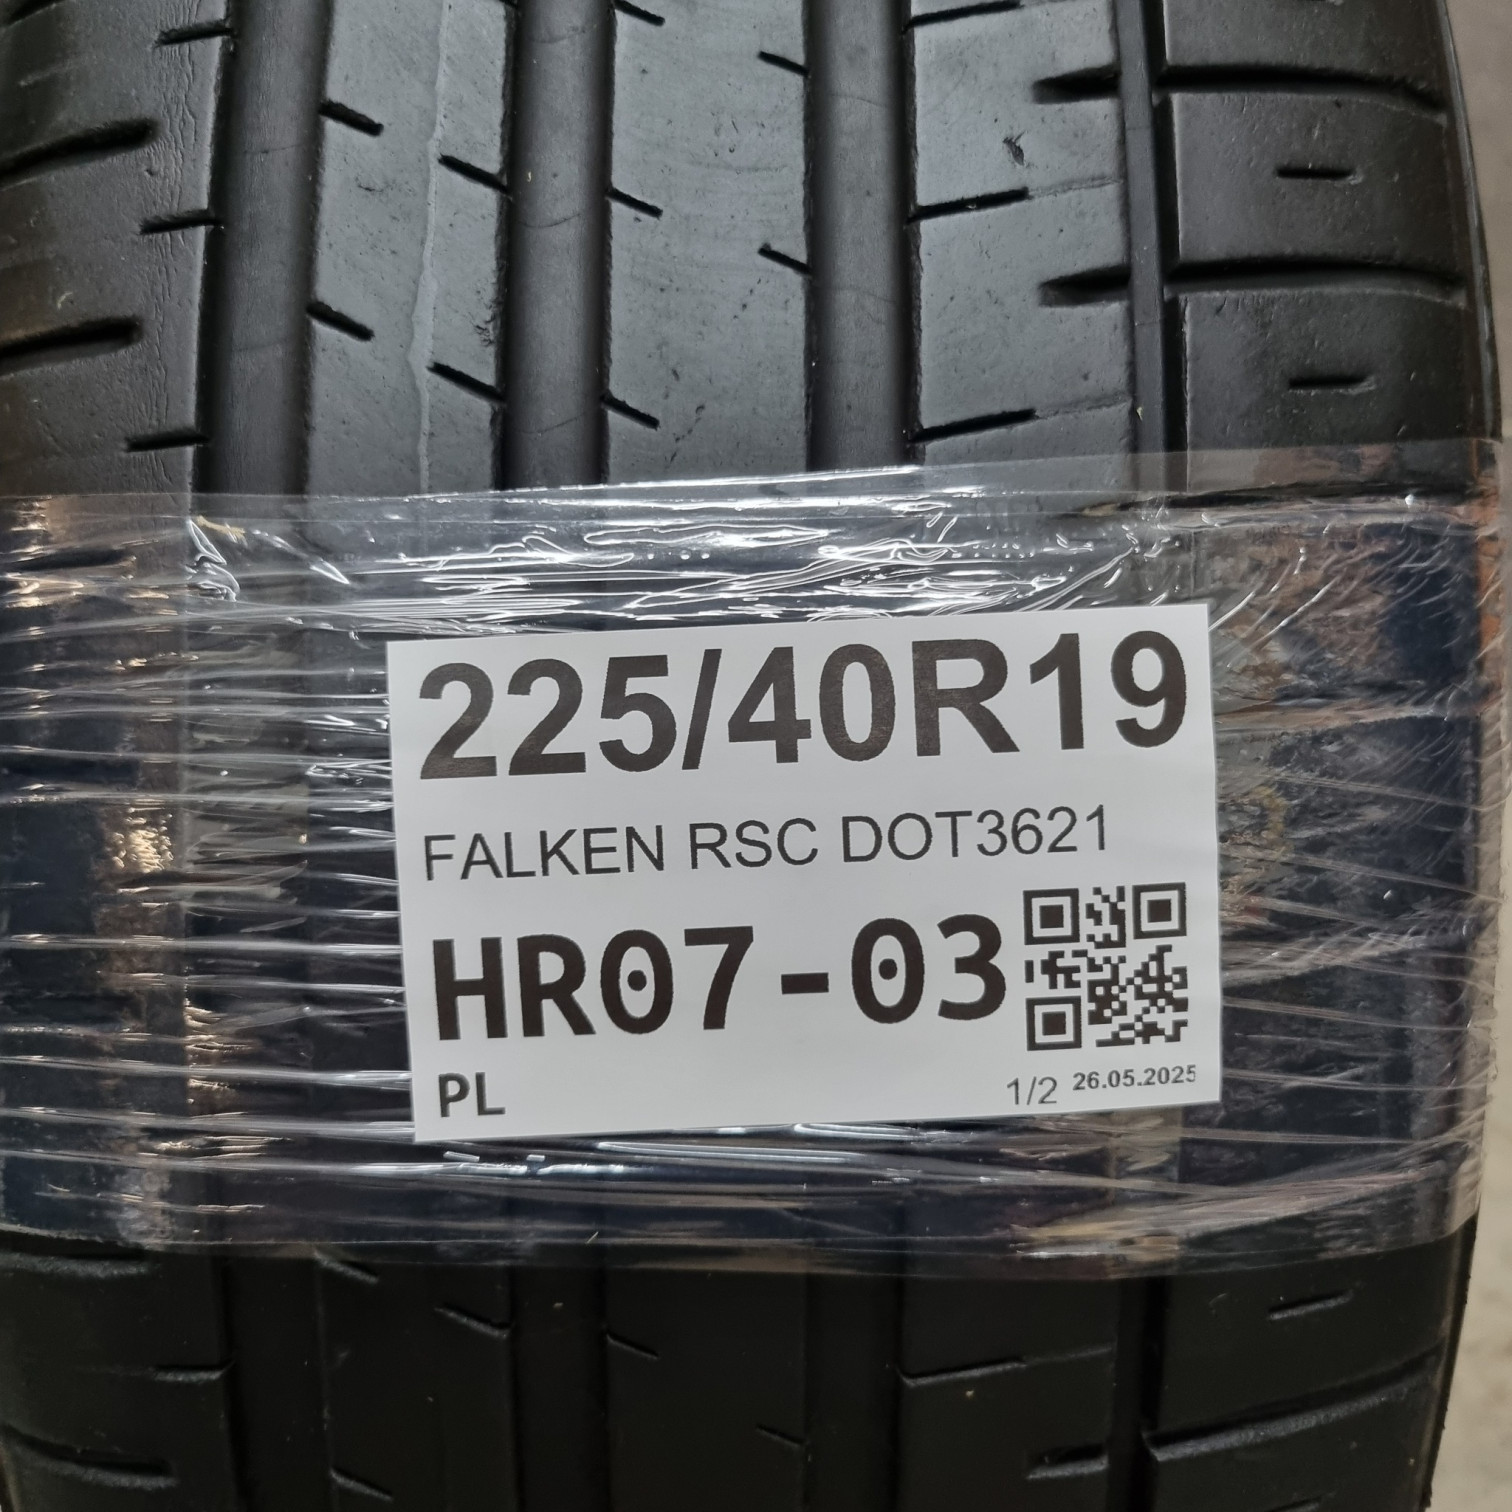 225/40R19
FALKEN RSC DOT3621
HR07-03
PL
1/2 26.05.2025